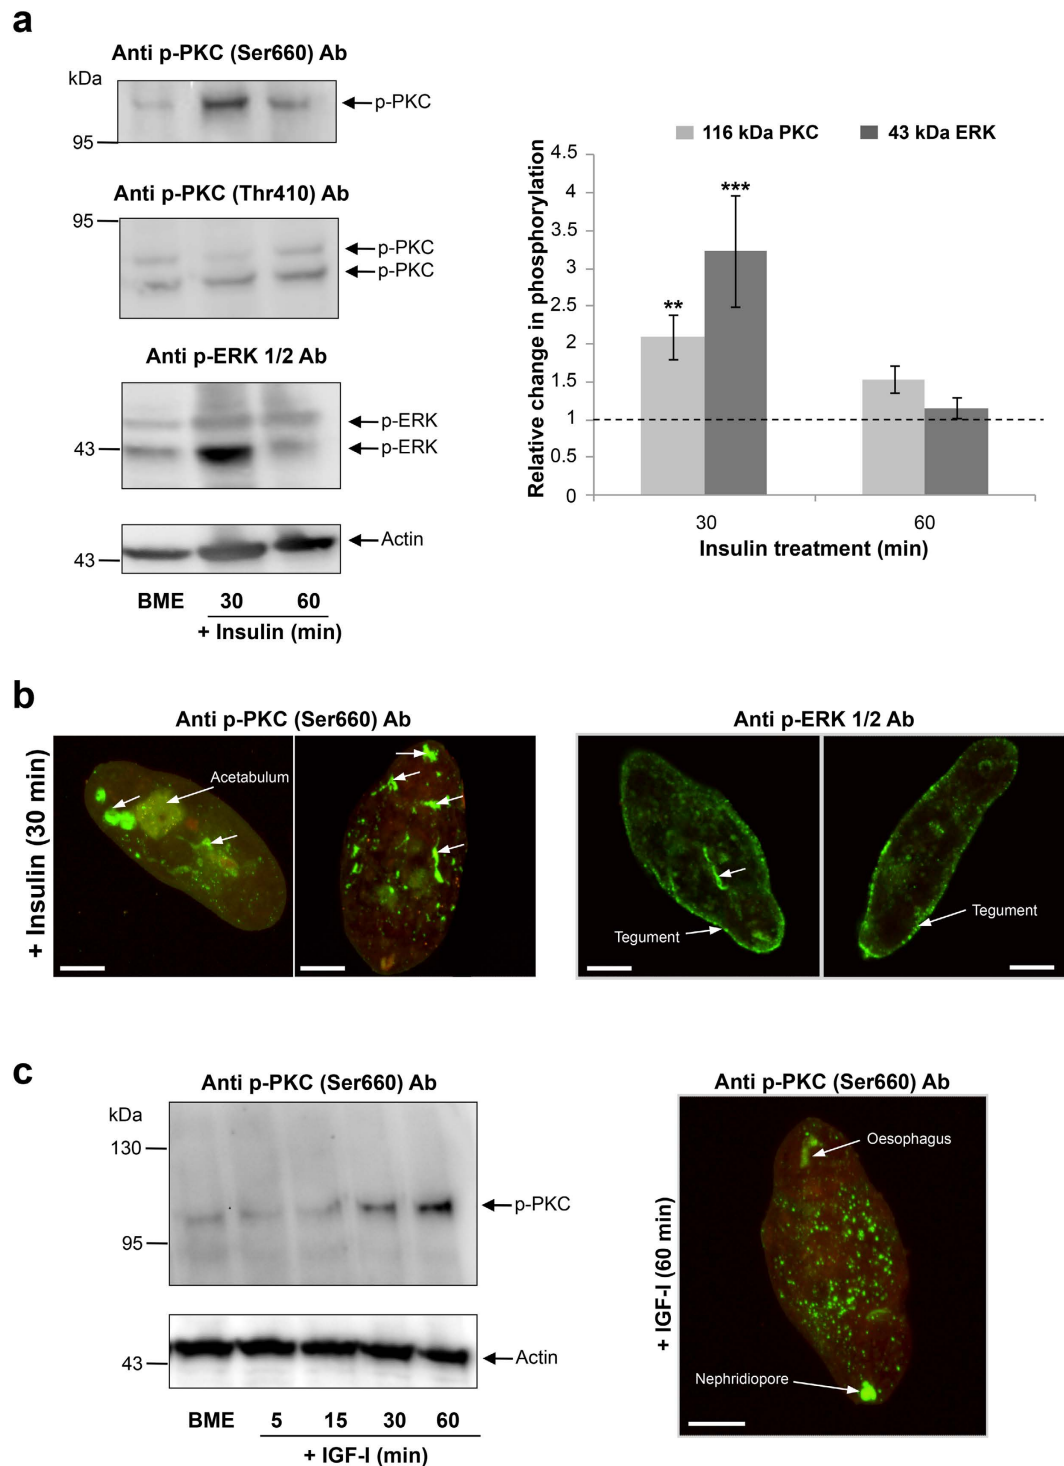 a
Anti p-PKC (Ser660) Ab
kDa
p-PKC
95
Anti p-PKC (Thr410) Ab
95
p-PKC
p-PKC
Anti p-ERK 1/2 Ab
p-ERK
43
p-ERK
Actin
43
BME 30 60
+ Insulin (min)
116 kDa PKC 43 kDa ERK
Relative change in phosphorylation
4.5
4
3.5
3
2.5
2
1.5
1
0.5
0
**
***
30 60
Insulin treatment (min)
b
Anti p-PKC (Ser660) Ab
Anti p-ERK 1/2 Ab
+ Insulin (30 min)
Acetabulum
Tegument
Tegument
c
Anti p-PKC (Ser660) Ab
kDa
130
p-PKC
95
43
Actin
BME 5 15 30 60
+ IGF-I (min)
Anti p-PKC (Ser660) Ab
+ IGF-I (60 min)
Oesophagus
Nephridiopore